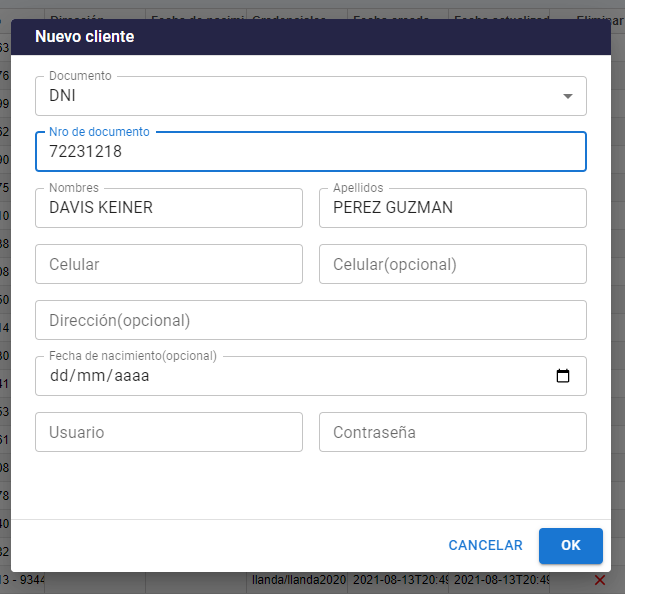 Nuevo cliente
Documento
DNI
Nro de documento
72231218
Nombres Apellidos
DAVIS KEINER PEREZ GUZMAN
Celular Celular(opcional)
Dirección(opcional)
Fecha de nacimiento(opcional)
dd/mm/aaaa
Usuario Contraseña
CANCELAR OK
13 - 9344 llanda/llanda2020 2021-08-13T20:49 2021-08-13T20:49